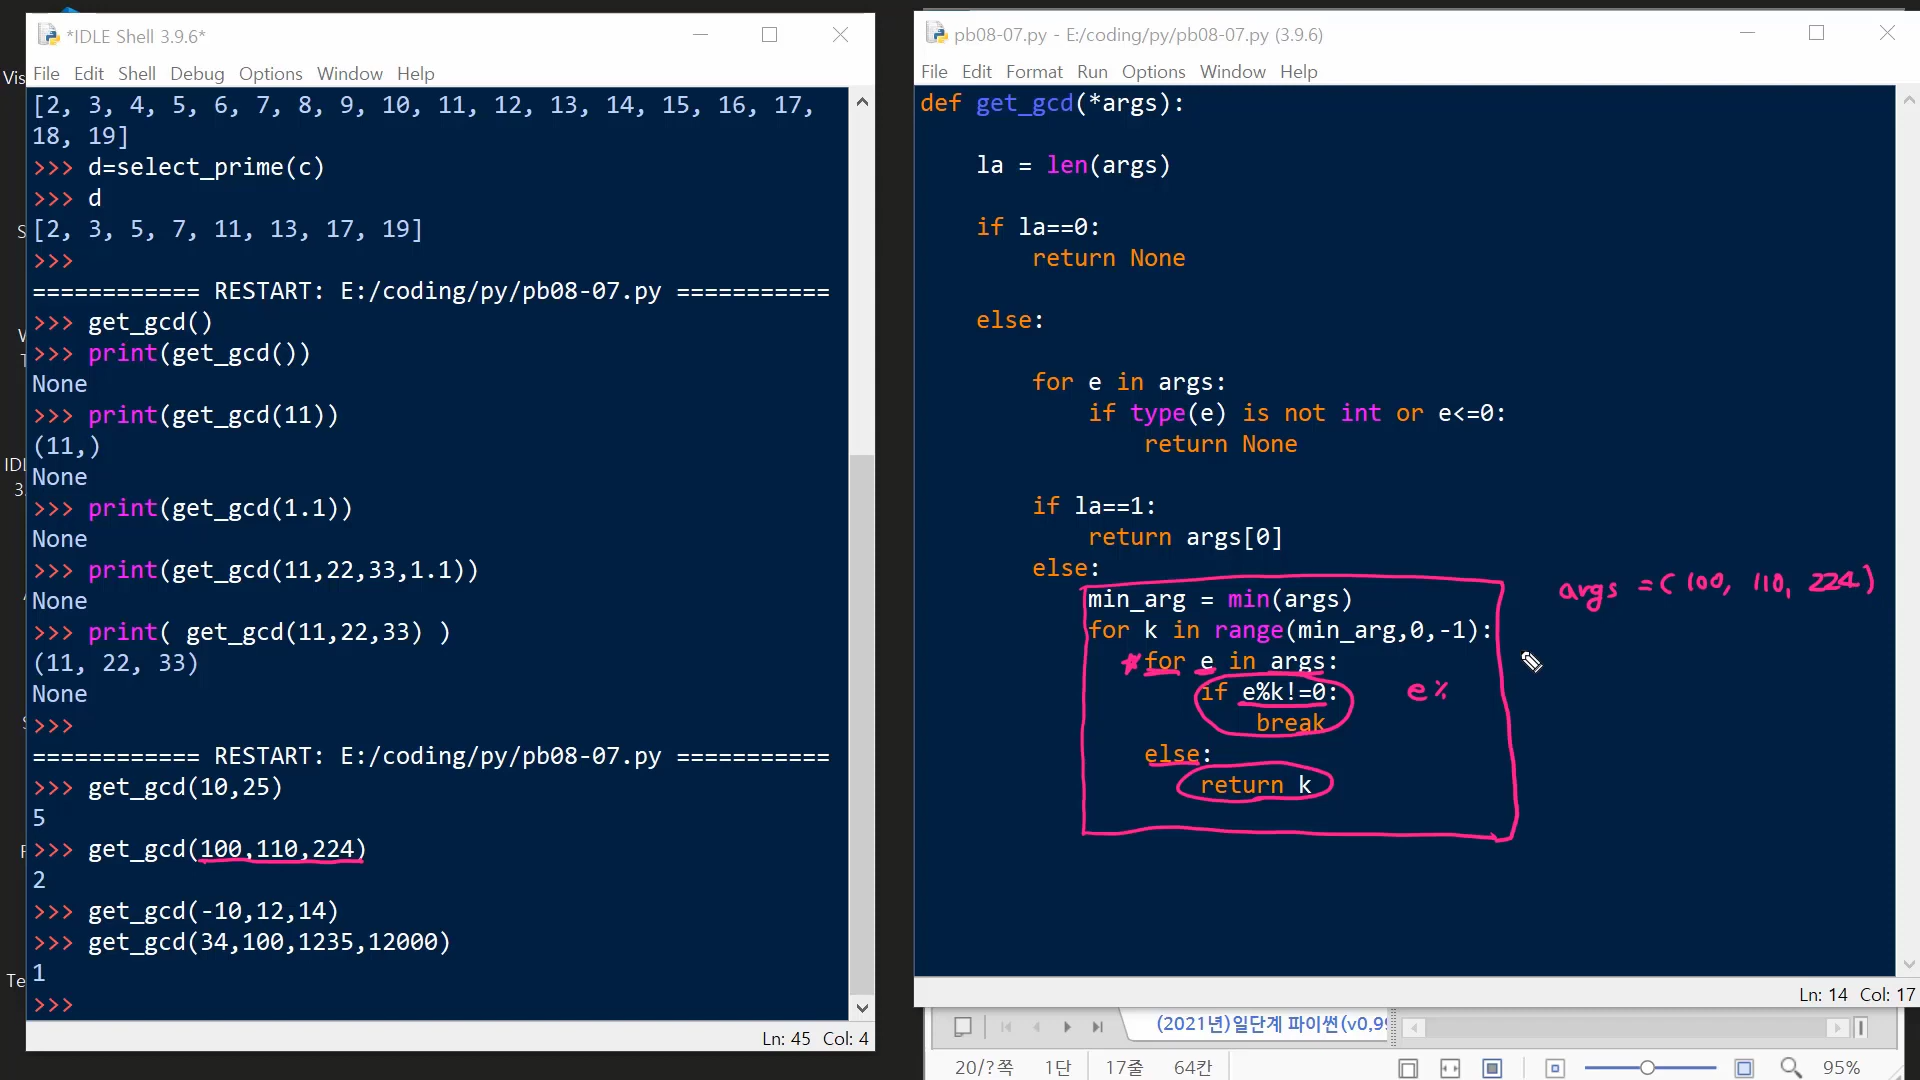 *IDLE Shell 3.9.6*
File Edit Shell Debug Options Window Help
[2, 3, 4, 5, 6, 7, 8, 9, 10, 11, 12, 13, 14, 15, 16, 17,
18, 19]
>>> d=select_prime(c)
>>> d
[2, 3, 5, 7, 11, 13, 17, 19]
>>>
============ RESTART: E:/coding/py/pb08-07.py ===========
>>> get_gcd()
>>> print(get_gcd())
None
>>> print(get_gcd(11))
(11,)
None
>>> print(get_gcd(1.1))
None
>>> print(get_gcd(11,22,33,1.1))
None
>>> print( get_gcd(11,22,33) )
(11, 22, 33)
None
>>>
============ RESTART: E:/coding/py/pb08-07.py ===========
>>> get_gcd(10,25)
5
>>> get_gcd(100,110,224)
2
>>> get_gcd(-10,12,14)
>>> get_gcd(34,100,1235,12000)
1
>>>
Ln: 45 Col: 4
pb08-07.py - E:/coding/py/pb08-07.py (3.9.6)
File Edit Format Run Options Window Help
def get_gcd(*args):
la = len(args)
if la==0:
return None
else:
for e in args:
if type(e) is not int or e<=0:
return None
if la==1:
return args[0]
else:
min_arg = min(args)
for k in range(min_arg,0,-1):
for e in args:
if e%k!=0:
break
else:
return k
args = (100, 110, 224)
e %
Ln: 14 Col: 17
(2021년)일단계 파이썬(v0,99
20/?쪽 1단 17줄 64칸 95%
Vis
IDI
3.
Te